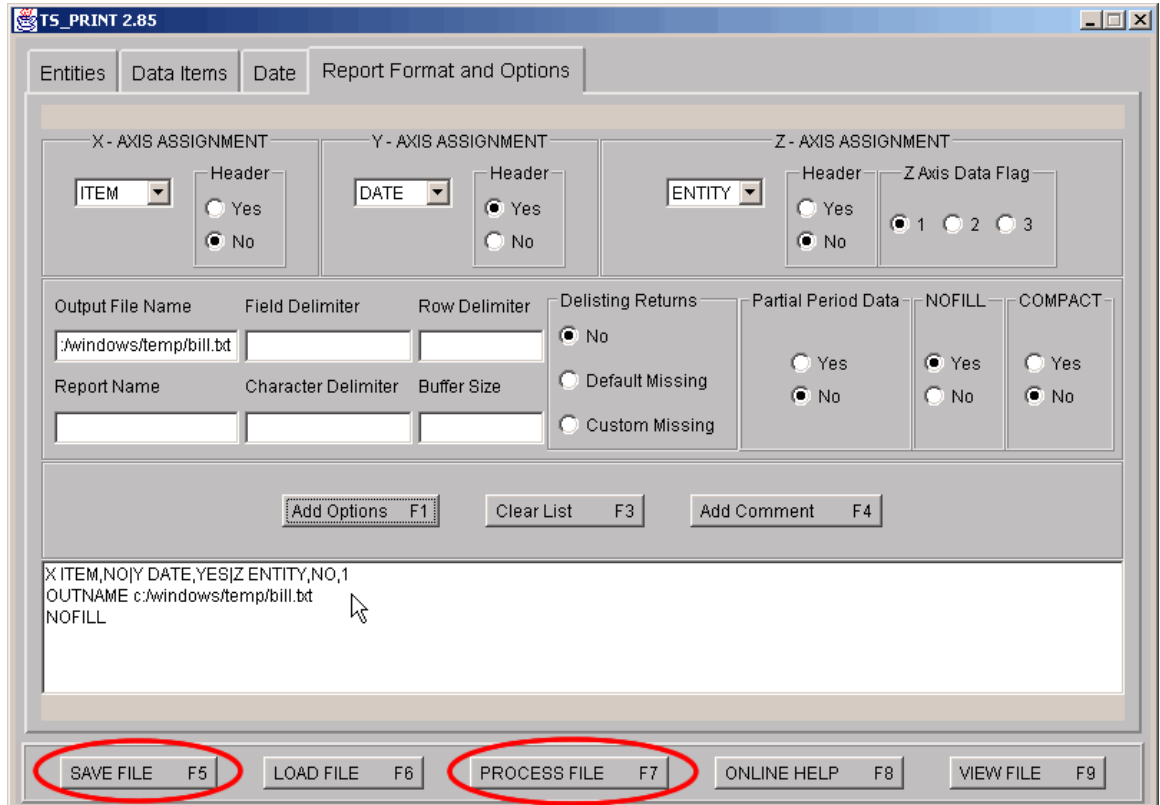 TS_PRINT 2.85
Entities Data Items Date Report Format and Options
X - AXIS ASSIGNMENT Y - AXIS ASSIGNMENT Z - AXIS ASSIGNMENT
ITEM Header Yes No
DATE Header Yes No
ENTITY Header Yes No
Z Axis Data Flag
1 2 3
Output File Name Field Delimiter Row Delimiter
:/windows/temp/bill.txt
Report Name Character Delimiter Buffer Size
Delisting Returns
No
Default Missing
Custom Missing
Partial Period Data
Yes
No
NOFILL
Yes
No
COMPACT
Yes
No
Add Options F1 Clear List F3 Add Comment F4
X ITEM,NO|Y DATE,YES|Z ENTITY,NO,1
OUTNAME c:/windows/temp/bill.txt
NOFILL
SAVE FILE F5 LOAD FILE F6 PROCESS FILE F7 ONLINE HELP F8 VIEW FILE F9